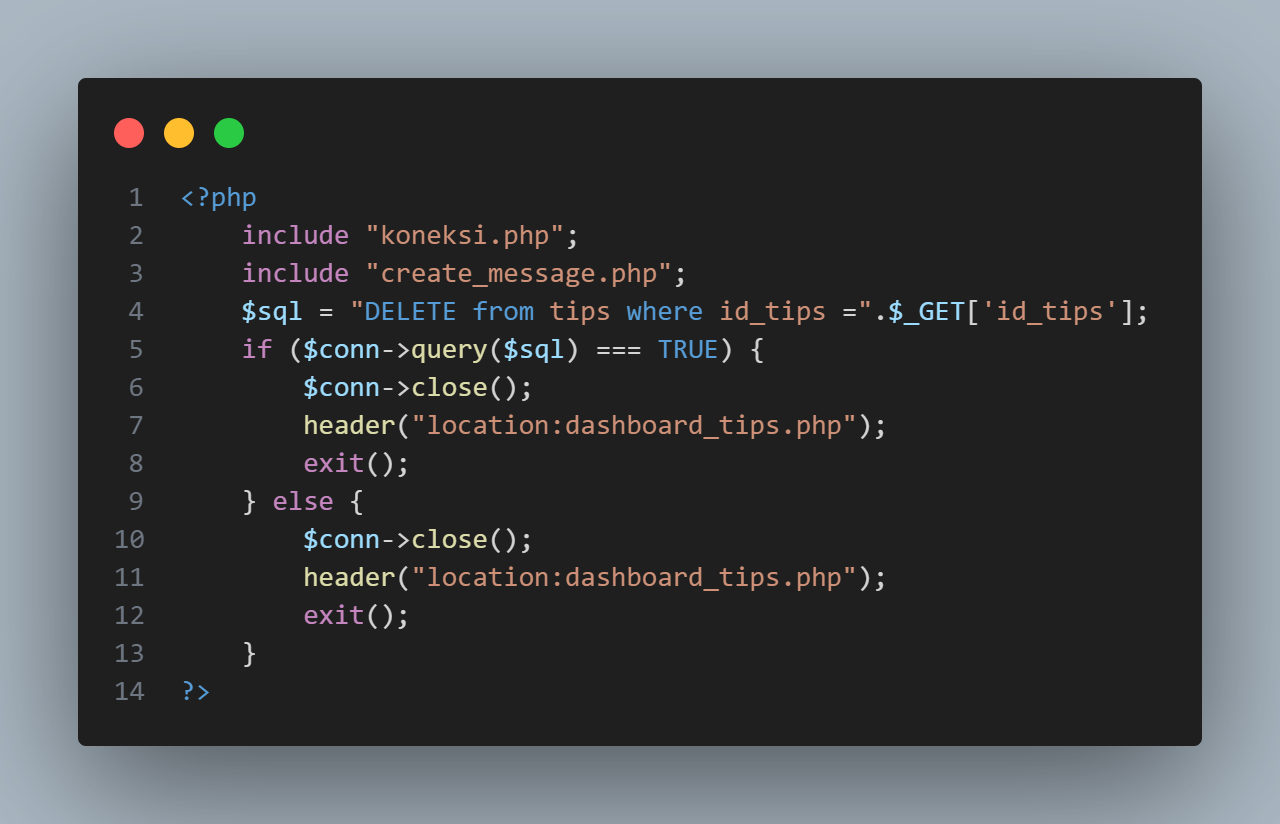 1 <?php
2     include "koneksi.php";
3     include "create_message.php";
4     $sql = "DELETE from tips where id_tips =".$_GET['id_tips'];
5     if ($conn->query($sql) === TRUE) {
6         $conn->close();
7         header("location:dashboard_tips.php");
8         exit();
9     } else {
10         $conn->close();
11         header("location:dashboard_tips.php");
12         exit();
13     }
14 ?>